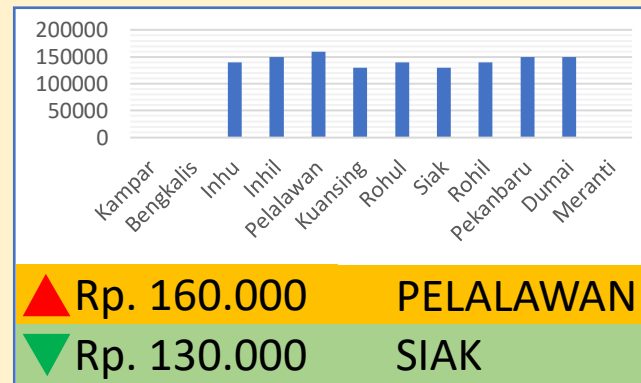 200000
150000
100000
50000
0
Kampar
Bengkalis
Inhu
Inhil
Pelalawan
Kuansing
Rohul
Siak
Rohil
Pekanbaru
Dumai
Meranti
Rp. 160.000 PELALAWAN
Rp. 130.000 SIAK